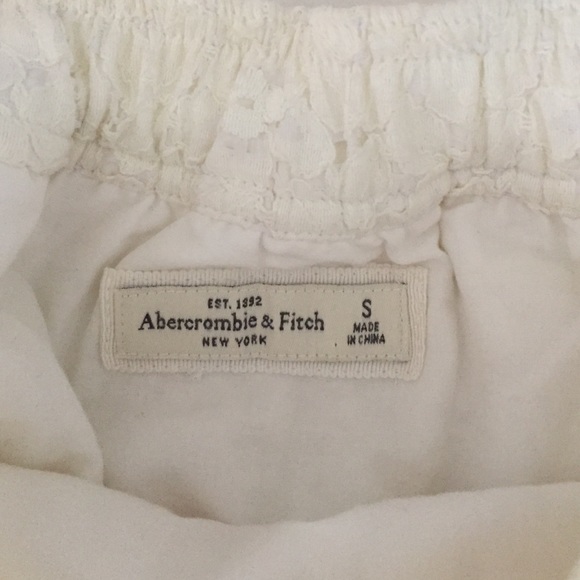 EST. 1892
Abercrombie & Fitch
NEW YORK
S
MADE
IN CHINA